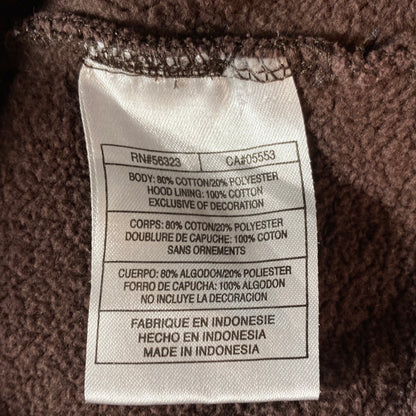 RN#56323 CA#05553
BODY: 80% COTTON/20% POLYESTER
HOOD LINING: 100% COTTON
EXCLUSIVE OF DECORATION
CORPS: 80% COTON/20% POLYESTER
DOUBLURE DE CAPUCHE: 100% COTON
SANS ORNEMENTS
CUERPO: 80% ALGODON/20% POLIESTER
FORRO DE CAPUCHA: 100% ALGODON
NO INCLUYE LA DECORACION
FABRIQUE EN INDONESIE
HECHO EN INDONESIA
MADE IN INDONESIA